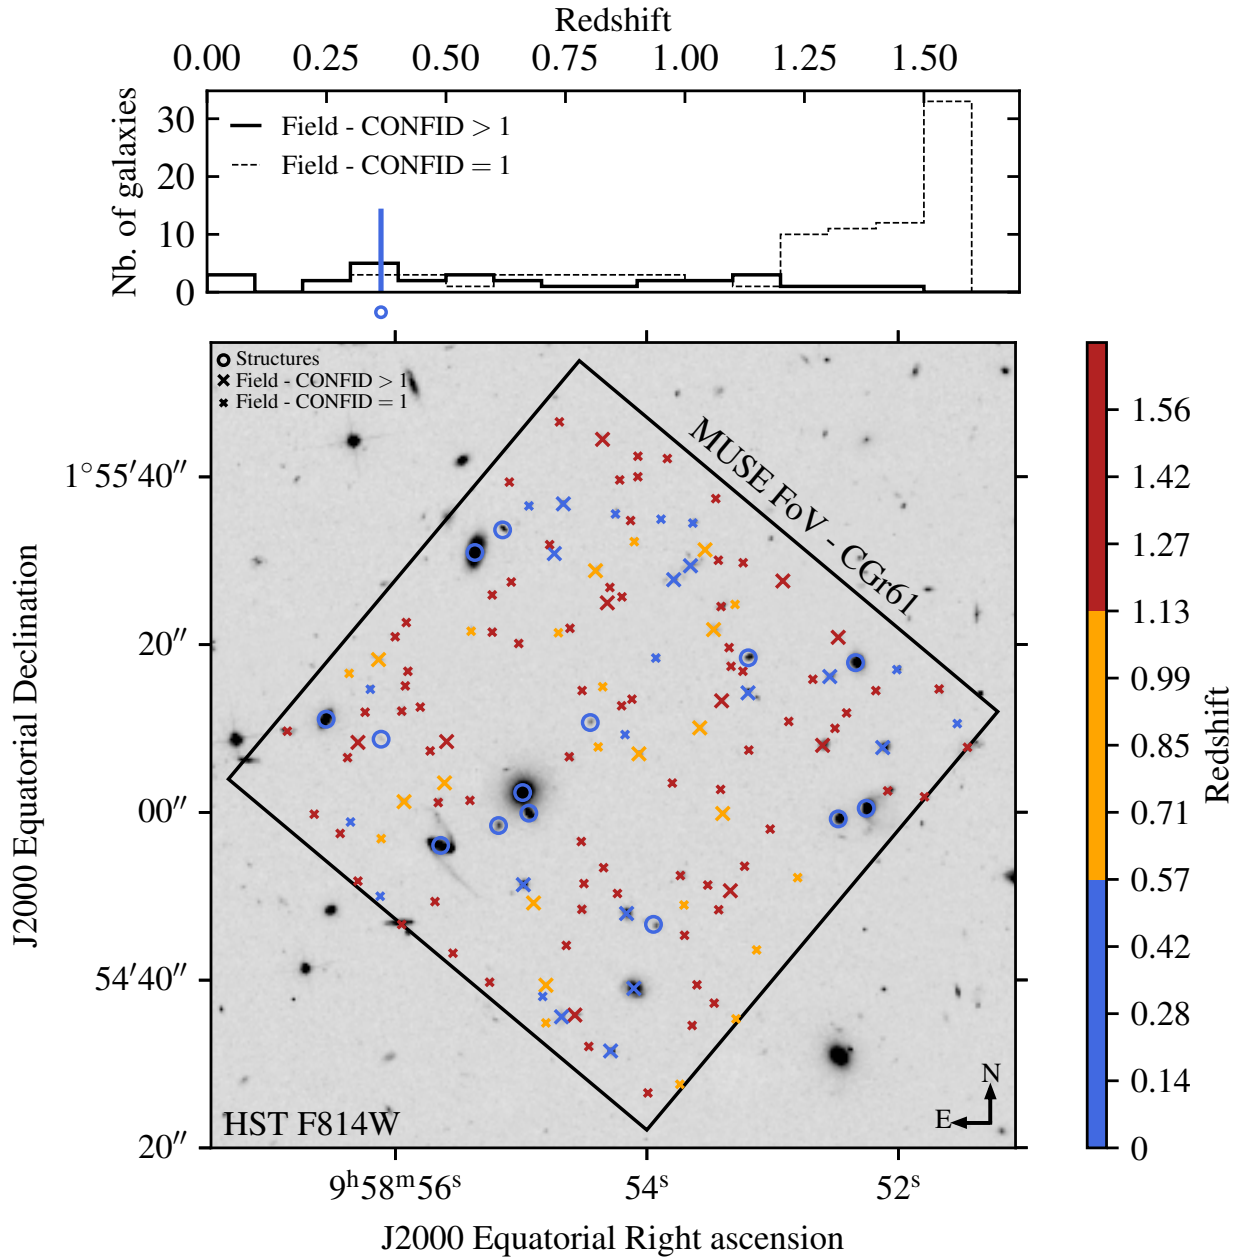 Redshift
0.00 0.25 0.50 0.75 1.00 1.25 1.50
Nb. of galaxies
30
20
10
0
Field - CONFID > 1
Field - CONFID = 1
Structures
Field - CONFID > 1
Field - CONFID = 1
MUSE FoV - CGr61
HST F814W
N
E
J2000 Equatorial Declination
1°55′40″
20″
00″
54′40″
20″
9ʰ58ᵐ56ˢ 54ˢ 52ˢ
J2000 Equatorial Right ascension
1.56
1.42
1.27
1.13
0.99
0.85
0.71
0.57
0.42
0.28
0.14
0
Redshift